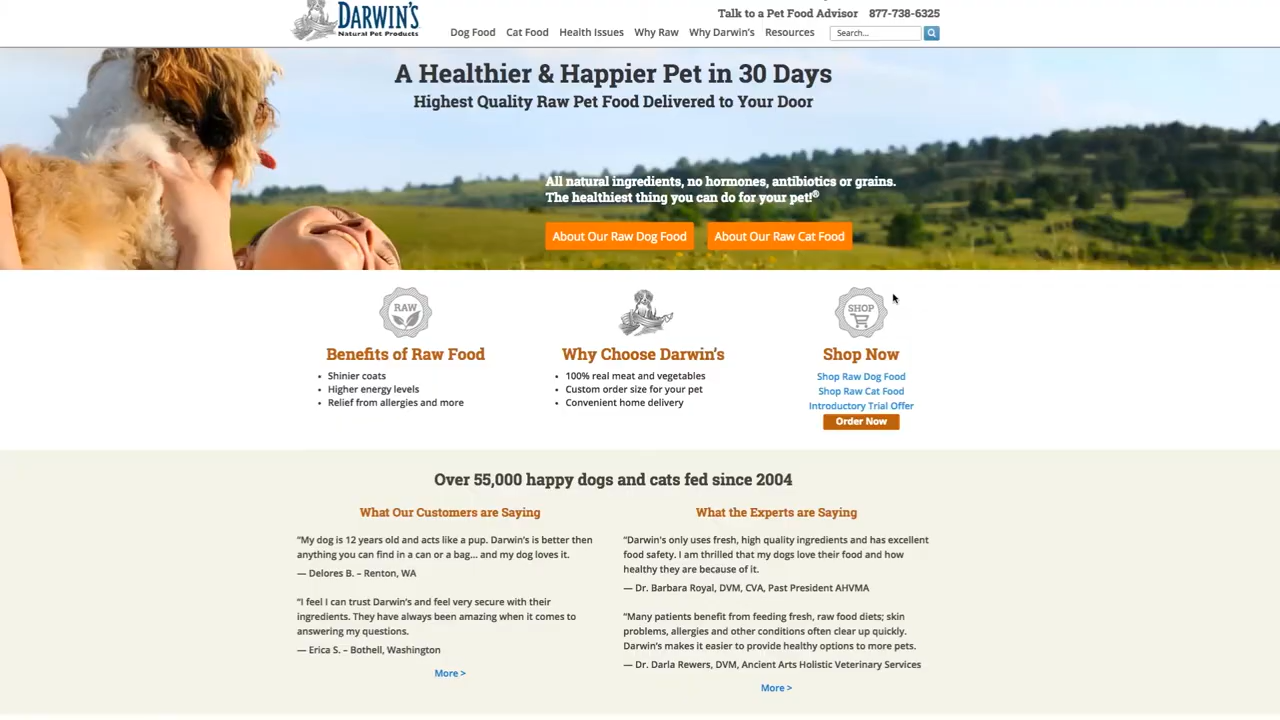 DARWIN'S
Natural Pet Products
Talk to a Pet Food Advisor 877-738-6325
Dog Food Cat Food Health Issues Why Raw Why Darwin's Resources Search...
A Healthier & Happier Pet in 30 Days
Highest Quality Raw Pet Food Delivered to Your Door
All natural ingredients, no hormones, antibiotics or grains.
The healthiest thing you can do for your pet!®
About Our Raw Dog Food About Our Raw Cat Food
RAW
SHOP
Benefits of Raw Food
• Shinier coats
• Higher energy levels
• Relief from allergies and more
Why Choose Darwin's
• 100% real meat and vegetables
• Custom order size for your pet
• Convenient home delivery
Shop Now
Shop Raw Dog Food
Shop Raw Cat Food
Introductory Trial Offer
Order Now
Over 55,000 happy dogs and cats fed since 2004
What Our Customers are Saying
"My dog is 12 years old and acts like a pup. Darwin's is better then
anything you can find in a can or a bag... and my dog loves it.
— Delores B. – Renton, WA
"I feel I can trust Darwin's and feel very secure with their
ingredients. They have always been amazing when it comes to
answering my questions.
— Erica S. – Bothell, Washington
More >
What the Experts are Saying
"Darwin's only uses fresh, high quality ingredients and has excellent
food safety. I am thrilled that my dogs love their food and how
healthy they are because of it.
— Dr. Barbara Royal, DVM, CVA, Past President AHVMA
"Many patients benefit from feeding fresh, raw food diets; skin
problems, allergies and other conditions often clear up quickly.
Darwin's makes it easier to provide healthy options to more pets.
— Dr. Darla Rewers, DVM, Ancient Arts Holistic Veterinary Services
More >